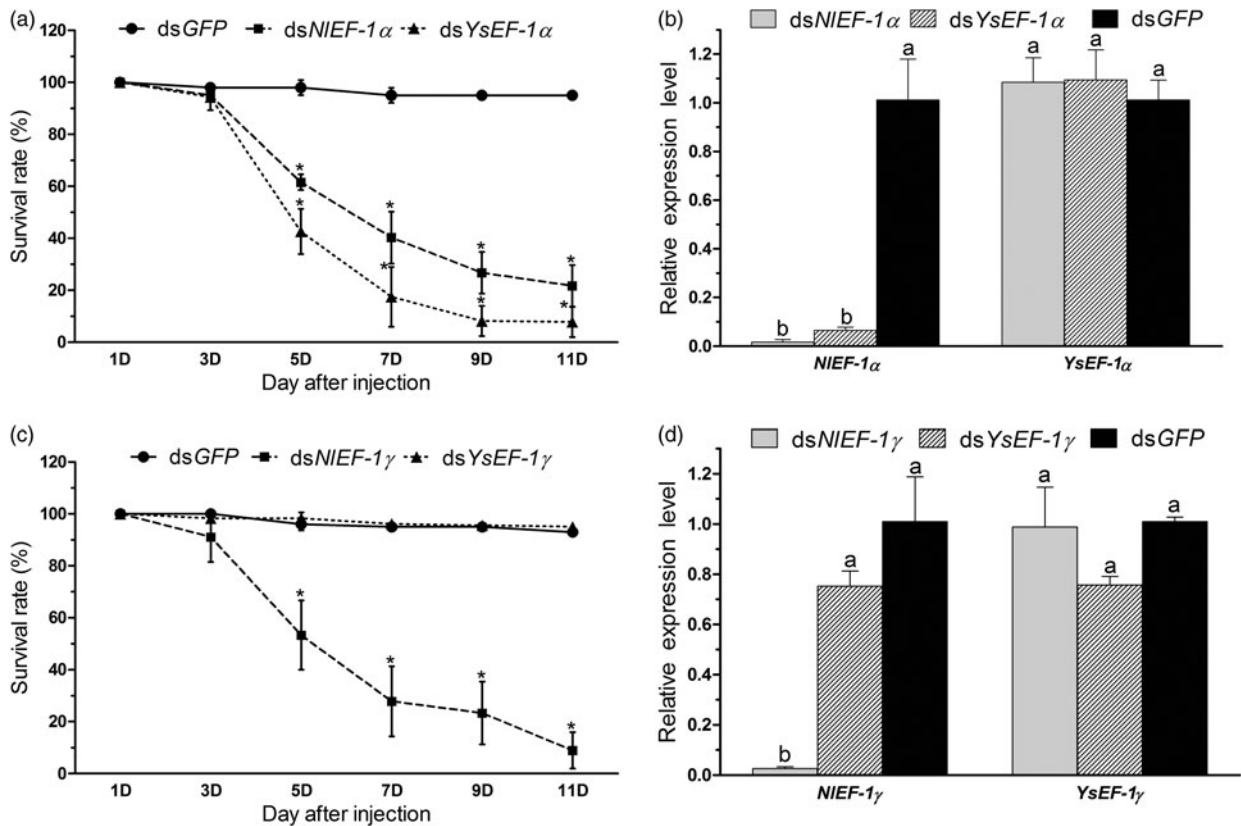 (a)
dsGFP dsNlEF-1α dsYsEF-1α
120
100
80
60
40
20
0
Survival rate (%)
* * * *
* * * *
1D 3D 5D 7D 9D 11D
Day after injection
(b)
dsNlEF-1α dsYsEF-1α dsGFP
1.2
1.0
0.8
0.6
0.4
0.2
0.0
Relative expression level
b b a a a a
NlEF-1α YsEF-1α
(c)
dsGFP dsNlEF-1γ dsYsEF-1γ
120
100
80
60
40
20
0
Survival rate (%)
* * * *
1D 3D 5D 7D 9D 11D
Day after injection
(d)
dsNlEF-1γ dsYsEF-1γ dsGFP
1.2
1.0
0.8
0.6
0.4
0.2
0.0
Relative expression level
b a a a a a
NlEF-1γ YsEF-1γ